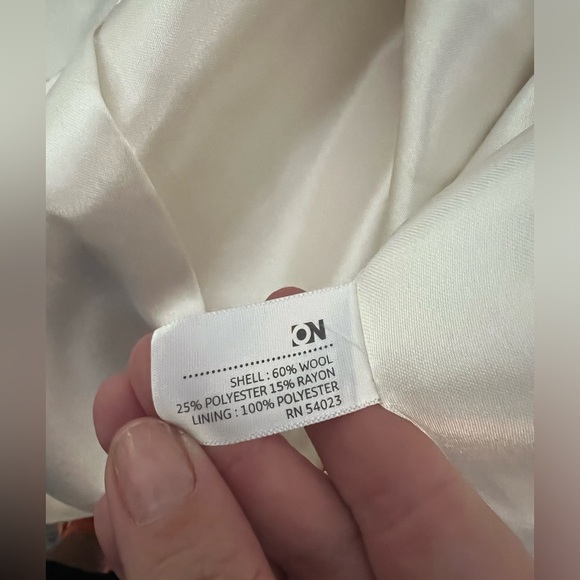 ON
SHELL : 60% WOOL
25% POLYESTER 15% RAYON
LINING : 100% POLYESTER
RN 54023